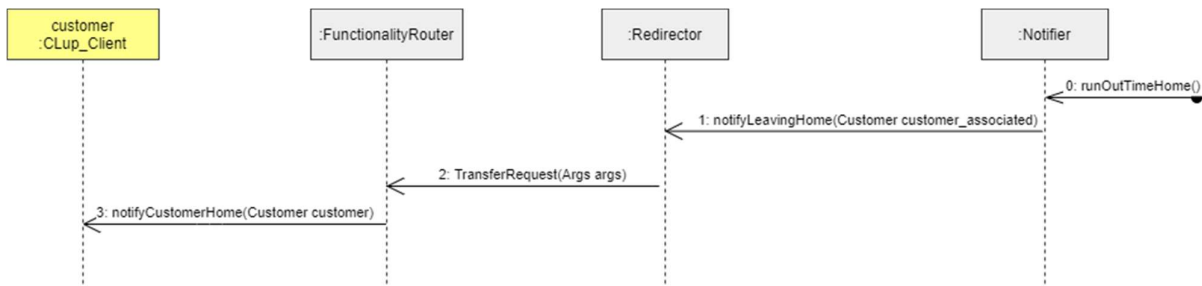 customer
:CLup_Client
:FunctionalityRouter
:Redirector
:Notifier
0: runOutTimeHome()
1: notifyLeavingHome(Customer customer_associated)
2: TransferRequest(Args args)
3: notifyCustomerHome(Customer customer)